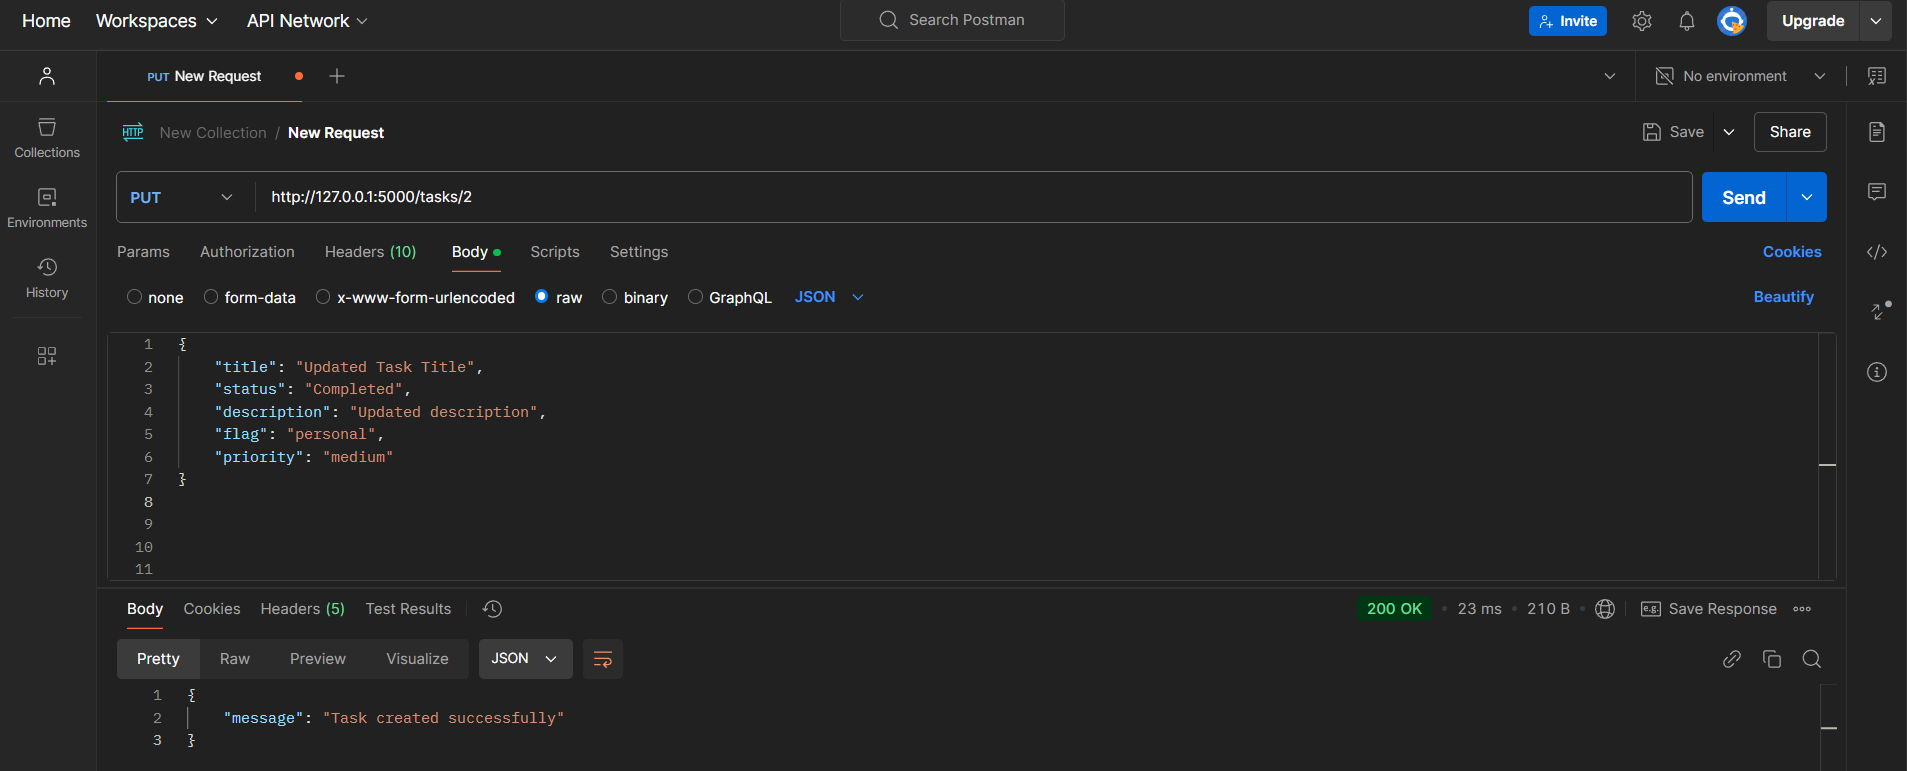 Home Workspaces API Network Search Postman Invite Upgrade
PUT New Request No environment
HTTP New Collection / New Request Save Share
Collections
Environments
History
PUT http://127.0.0.1:5000/tasks/2 Send
Params Authorization Headers (10) Body Scripts Settings Cookies
none form-data x-www-form-urlencoded raw binary GraphQL JSON Beautify
1 {
2 "title": "Updated Task Title",
3 "status": "Completed",
4 "description": "Updated description",
5 "flag": "personal",
6 "priority": "medium"
7 }
8
9
10
11
Body Cookies Headers (5) Test Results 200 OK 23 ms 210 B e.g. Save Response
Pretty Raw Preview Visualize JSON
1 {
2 "message": "Task created successfully"
3 }